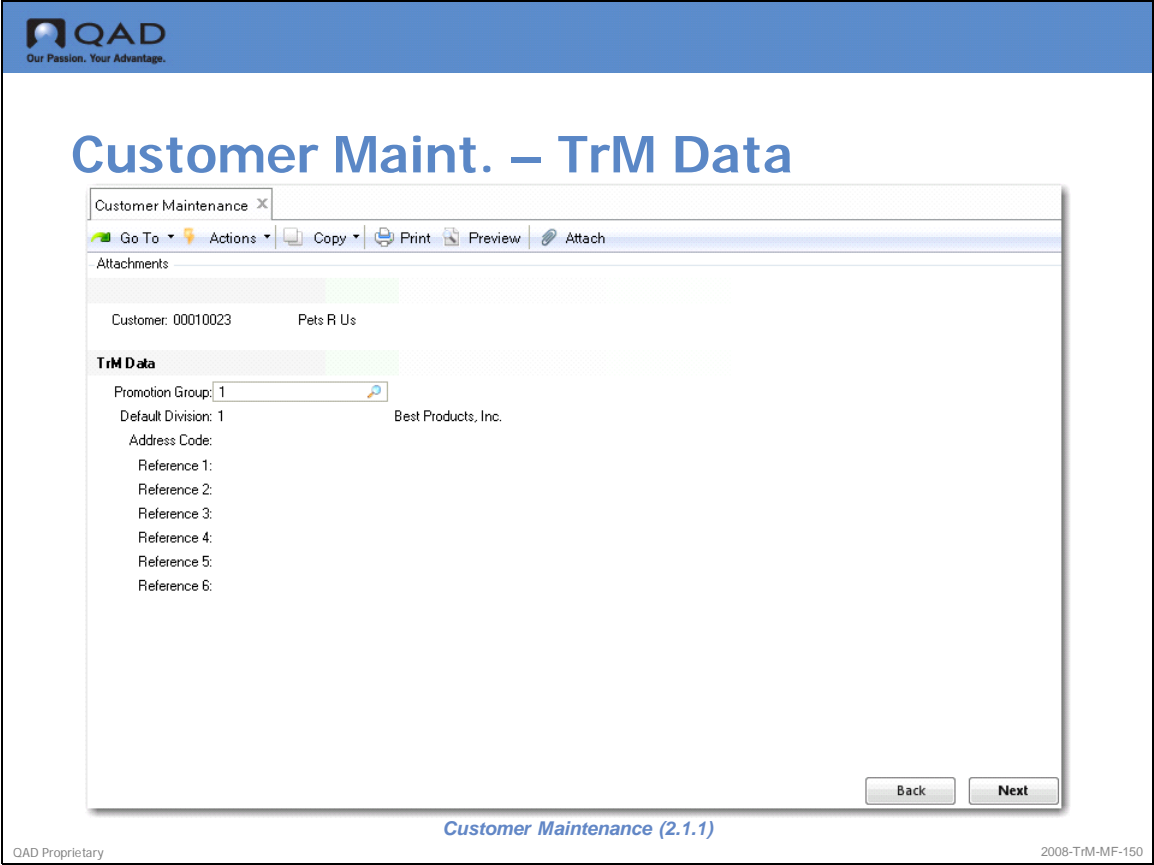 QAD
Our Passion. Your Advantage.
Customer Maint. – TrM Data
Customer Maintenance X
Go To Actions Copy Print Preview Attach
Attachments
Customer: 00010023 Pets R Us
TrM Data
Promotion Group: 1
Default Division: 1 Best Products, Inc.
Address Code:
Reference 1:
Reference 2:
Reference 3:
Reference 4:
Reference 5:
Reference 6:
Back Next
Customer Maintenance (2.1.1)
QAD Proprietary 2008-TrM-MF-150